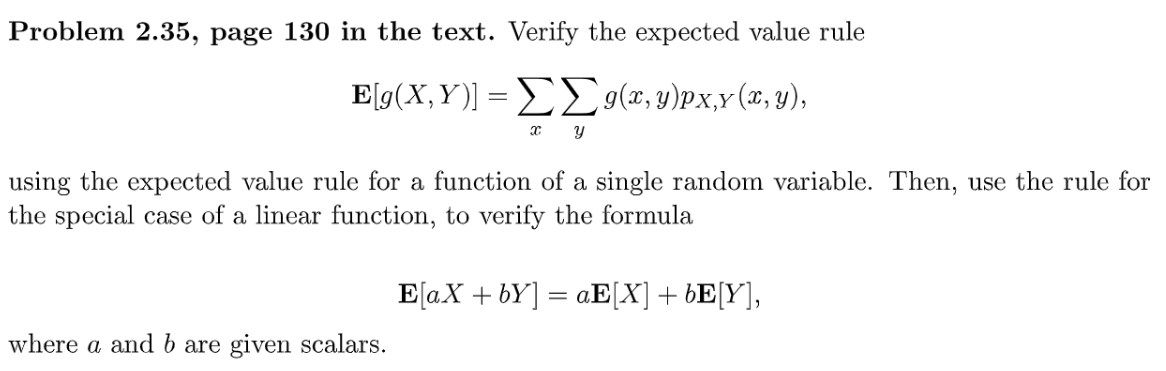 Problem 2.35, page 130 in the text. Verify the expected value rule
E[g(X, Y)] = ∑∑ g(x, y)p_{X,Y}(x, y),
x y
using the expected value rule for a function of a single random variable. Then, use the rule for
the special case of a linear function, to verify the formula
E[aX + bY] = aE[X] + bE[Y],
where a and b are given scalars.